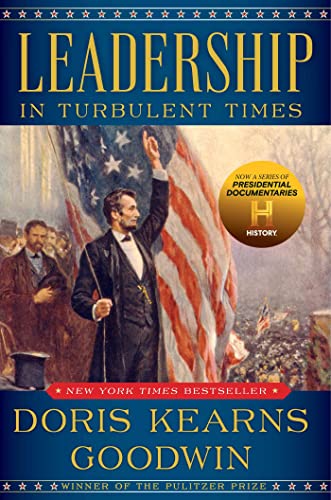 LEADERSHIP
IN TURBULENT TIMES
NOW A SERIES OF
PRESIDENTIAL
DOCUMENTARIES
H
HISTORY.
NEW YORK TIMES BESTSELLER
DORIS KEARNS
GOODWIN
WINNER OF THE PULITZER PRIZE